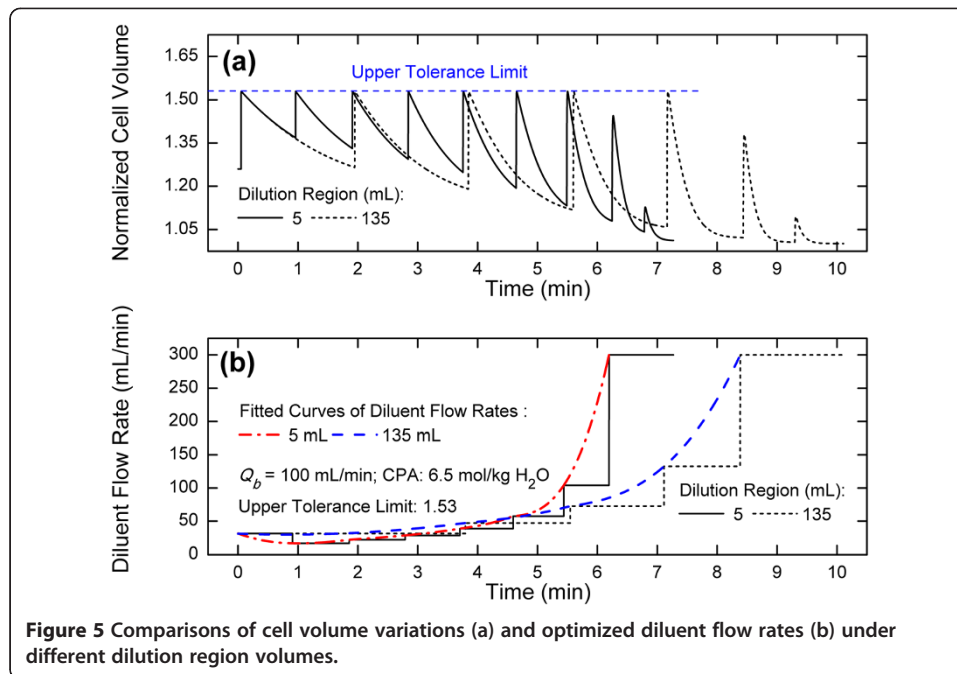 (a)
Upper Tolerance Limit
Normalized Cell Volume
1.65
1.50
1.35
1.20
1.05
Dilution Region (mL):
5 135
0 1 2 3 4 5 6 7 8 9 10
Time (min)
(b)
Diluent Flow Rate (mL/min)
300
250
200
150
100
50
0
Fitted Curves of Diluent Flow Rates :
5 mL 135 mL
Q_b = 100 mL/min; CPA: 6.5 mol/kg H₂O
Upper Tolerance Limit: 1.53
Dilution Region (mL):
5 135
0 1 2 3 4 5 6 7 8 9 10
Time (min)
Figure 5 Comparisons of cell volume variations (a) and optimized diluent flow rates (b) under
different dilution region volumes.